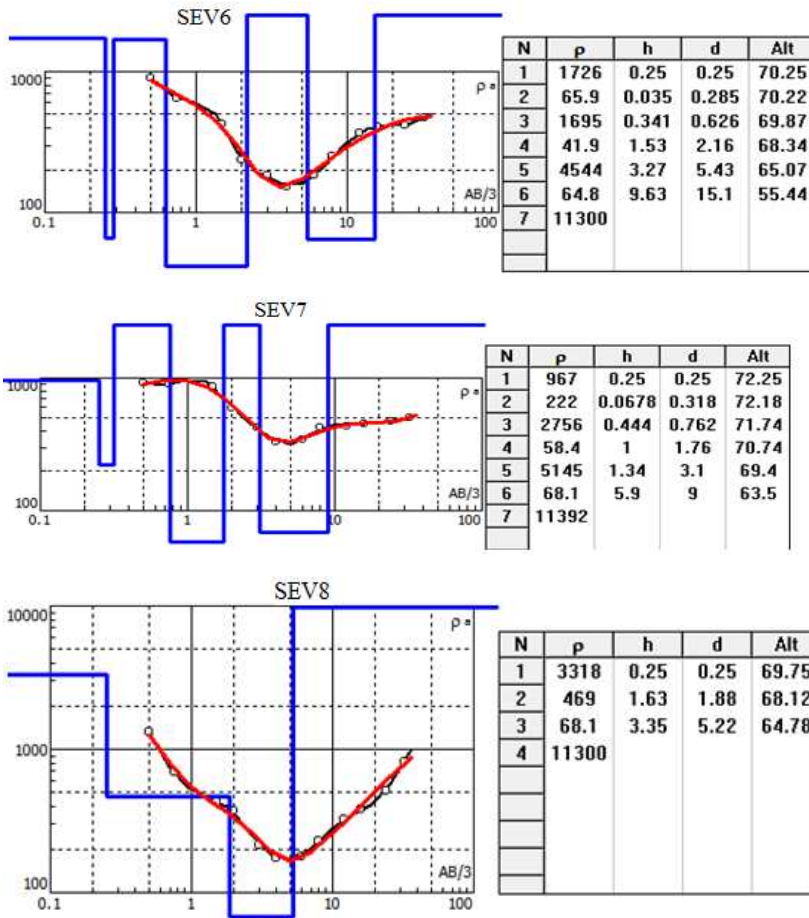 SEV6
1000
100
0.1 1 10 100
ρ a
AB/3
N ρ h d Alt
1 1726 0.25 0.25 70.25
2 65.9 0.035 0.285 70.22
3 1695 0.341 0.626 69.87
4 41.9 1.53 2.16 68.34
5 4544 3.27 5.43 65.07
6 64.8 9.63 15.1 55.44
7 11300
SEV7
1000
100
0.1 1 10 100
ρ a
AB/3
N ρ h d Alt
1 967 0.25 0.25 72.25
2 222 0.0678 0.318 72.18
3 2756 0.444 0.762 71.74
4 58.4 1 1.76 70.74
5 5145 1.34 3.1 69.4
6 68.1 5.9 9 63.5
7 11392
SEV8
10000
1000
100
0.1 1 10 100
ρ a
AB/3
N ρ h d Alt
1 3318 0.25 0.25 69.75
2 469 1.63 1.88 68.12
3 68.1 3.35 5.22 64.78
4 11300